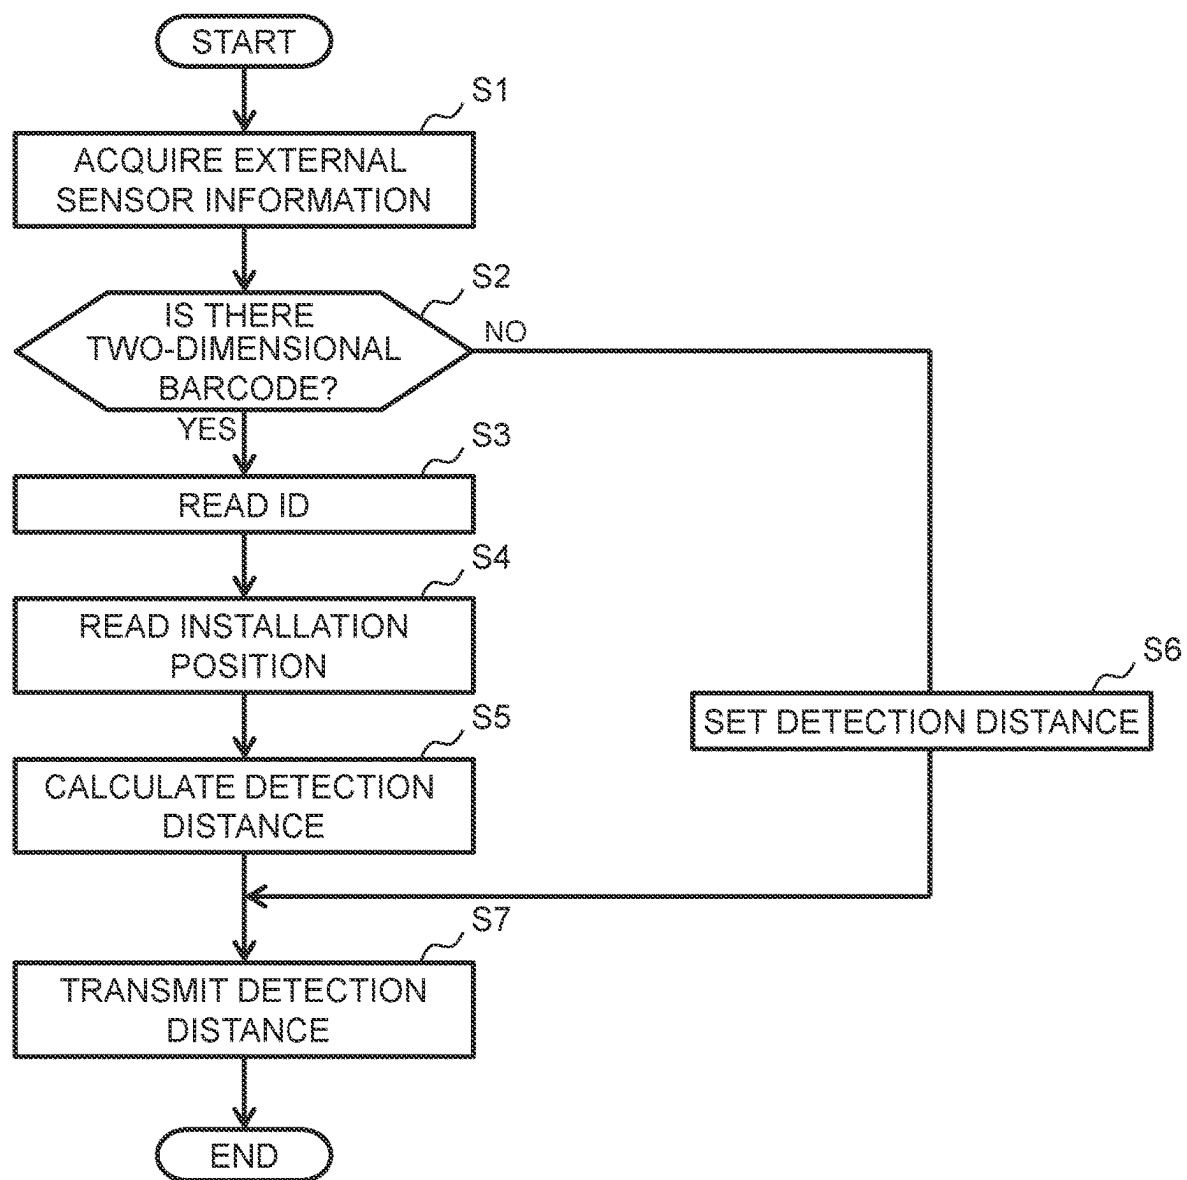 START
S1
ACQUIRE EXTERNAL
SENSOR INFORMATION
S2
IS THERE
TWO-DIMENSIONAL
BARCODE?
NO
YES
S3
READ ID
S4
READ INSTALLATION
POSITION
S6
SET DETECTION DISTANCE
S5
CALCULATE DETECTION
DISTANCE
S7
TRANSMIT DETECTION
DISTANCE
END